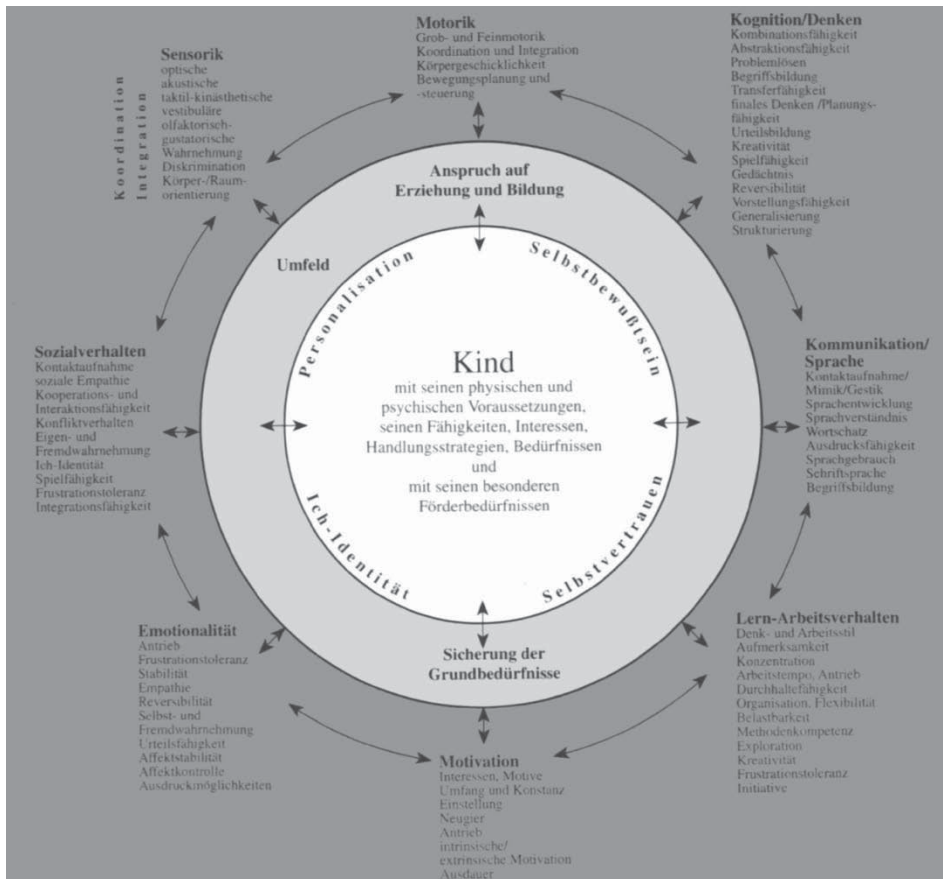 Motorik
Grob- und Feinmotorik
Koordination und Integration
Körpergeschicklichkeit
Bewegungsplanung und
-steuerung
Kognition/Denken
Kombinationsfähigkeit
Abstraktionsfähigkeit
Problemlösen
Begriffsbildung
Transferfähigkeit
finales Denken /Planungs-
fähigkeit
Urteilsbildung
Kreativität
Spielfähigkeit
Gedächtnis
Reversibilität
Vorstellungsfähigkeit
Generalisierung
Strukturierung
Koordination
Integration
Sensorik
optische
akustische
taktil-kinästhetische
vestibuläre
olfaktorisch-
gustatorische
Wahrnehmung
Diskrimination
Körper-/Raum-
orientierung
Anspruch auf
Erziehung und Bildung
Umfeld
Personalisation
Selbstbewußtsein
Kind
mit seinen physischen und
psychischen Voraussetzungen,
seinen Fähigkeiten, Interessen,
Handlungsstrategien, Bedürfnissen
und
mit seinen besonderen
Förderbedürfnissen
Ich-Identität
Selbstvertrauen
Sicherung der
Grundbedürfnisse
Sozialverhalten
Kontaktaufnahme
soziale Empathie
Kooperations- und
Interaktionsfähigkeit
Konfliktverhalten
Eigen- und
Fremdwahrnehmung
Ich-Identität
Spielfähigkeit
Frustrationstoleranz
Integrationsfähigkeit
Kommunikation/
Sprache
Kontaktaufnahme/
Mimik/Gestik
Sprachentwicklung
Sprachverständnis
Wortschatz
Ausdrucksfähigkeit
Sprachgebrauch
Schriftsprache
Begriffsbildung
Emotionalität
Antrieb
Frustrationstoleranz
Stabilität
Empathie
Reversibilität
Selbst- und
Fremdwahrnehmung
Urteilsfähigkeit
Affektstabilität
Affektkontrolle
Ausdruckmöglichkeiten
Motivation
Interessen, Motive
Umfang und Konstanz
Einstellung
Neugier
Antrieb
intrinsische/
extrinsische Motivation
Ausdauer
Lern-Arbeitsverhalten
Denk- und Arbeitsstil
Aufmerksamkeit
Konzentration
Arbeitstempo, Antrieb
Durchhaltefähigkeit
Organisation, Flexibilität
Belastbarkeit
Methodenkompetenz
Exploration
Kreativität
Frustrationstoleranz
Initiative